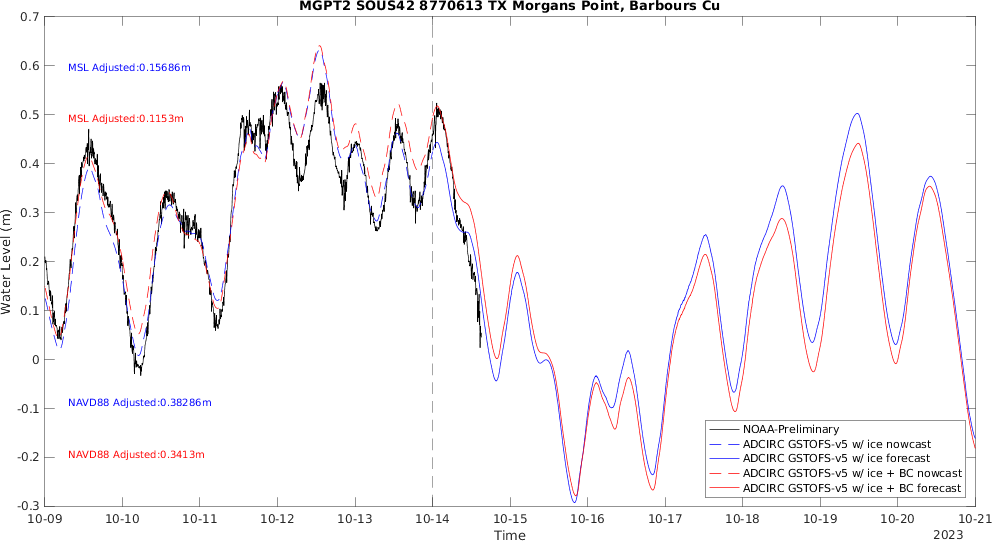 MGPT2 SOUS42 8770613 TX Morgans Point, Barbours Cu
Water Level (m)
0.7
0.6
0.5
0.4
0.3
0.2
0.1
0
-0.1
-0.2
-0.3
MSL Adjusted:0.15686m
MSL Adjusted:0.1153m
NAVD88 Adjusted:0.38286m
NAVD88 Adjusted:0.3413m
NOAA-Preliminary
ADCIRC GSTOFS-v5 w/ ice nowcast
ADCIRC GSTOFS-v5 w/ ice forecast
ADCIRC GSTOFS-v5 w/ ice + BC nowcast
ADCIRC GSTOFS-v5 w/ ice + BC forecast
10-09 10-10 10-11 10-12 10-13 10-14 10-15 10-16 10-17 10-18 10-19 10-20 10-21
Time
2023